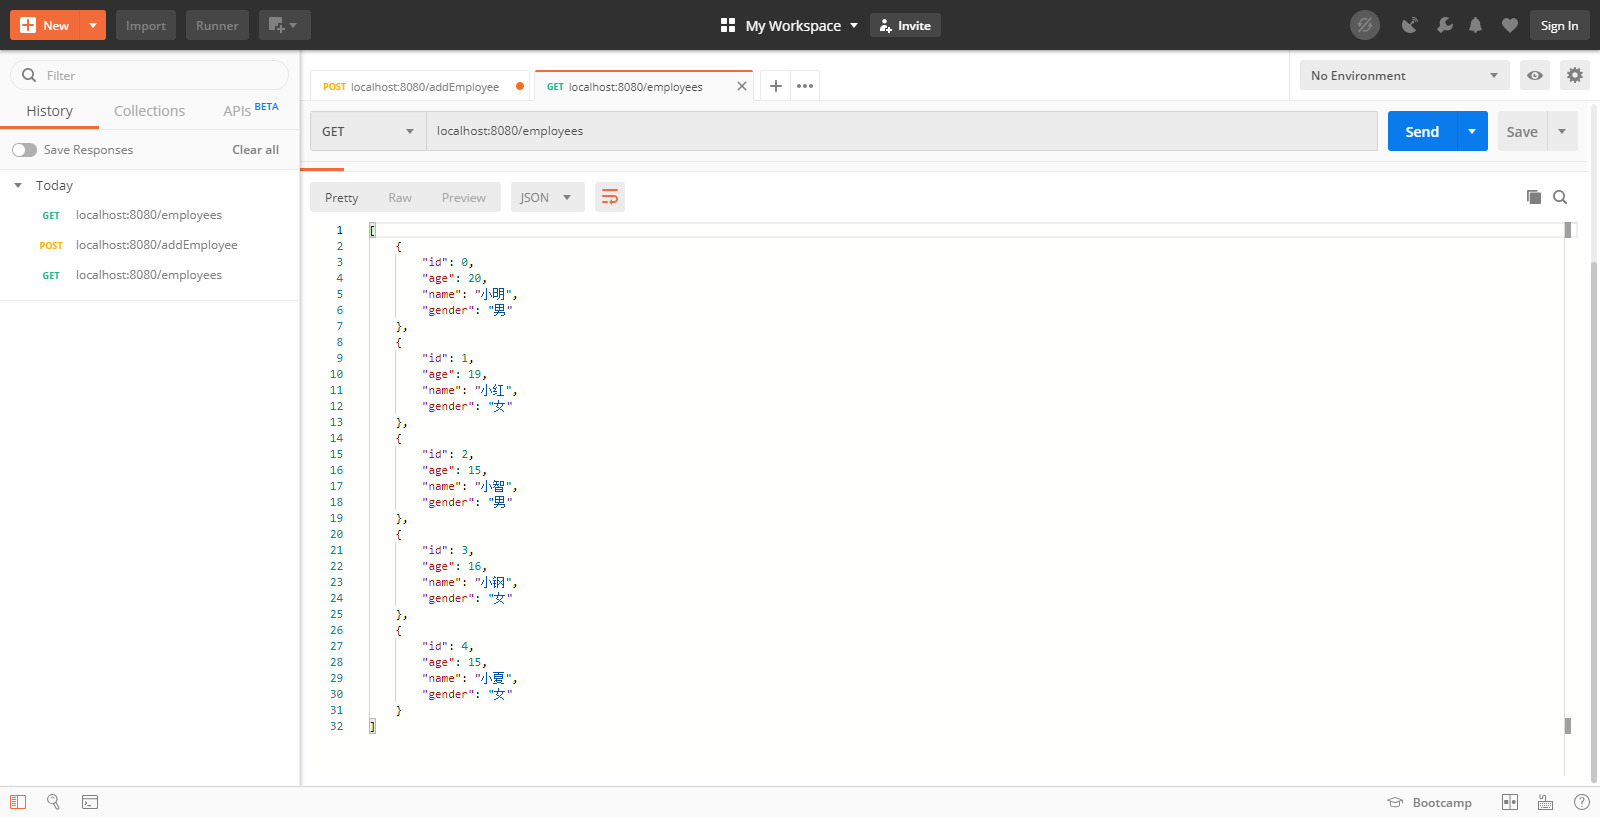 New Import Runner My Workspace Invite Sign In
Filter
History Collections APIs BETA
Save Responses Clear all
Today
GET localhost:8080/employees
POST localhost:8080/addEmployee
GET localhost:8080/employees
POST localhost:8080/addEmployee GET localhost:8080/employees
No Environment
GET localhost:8080/employees Send Save
Pretty Raw Preview JSON
1 [
2 {
3 "id": 0,
4 "age": 20,
5 "name": "小明",
6 "gender": "男"
7 },
8 {
9 "id": 1,
10 "age": 19,
11 "name": "小红",
12 "gender": "女"
13 },
14 {
15 "id": 2,
16 "age": 15,
17 "name": "小智",
18 "gender": "男"
19 },
20 {
21 "id": 3,
22 "age": 16,
23 "name": "小钢",
24 "gender": "女"
25 },
26 {
27 "id": 4,
28 "age": 15,
29 "name": "小夏",
30 "gender": "女"
31 }
32 ]
Bootcamp